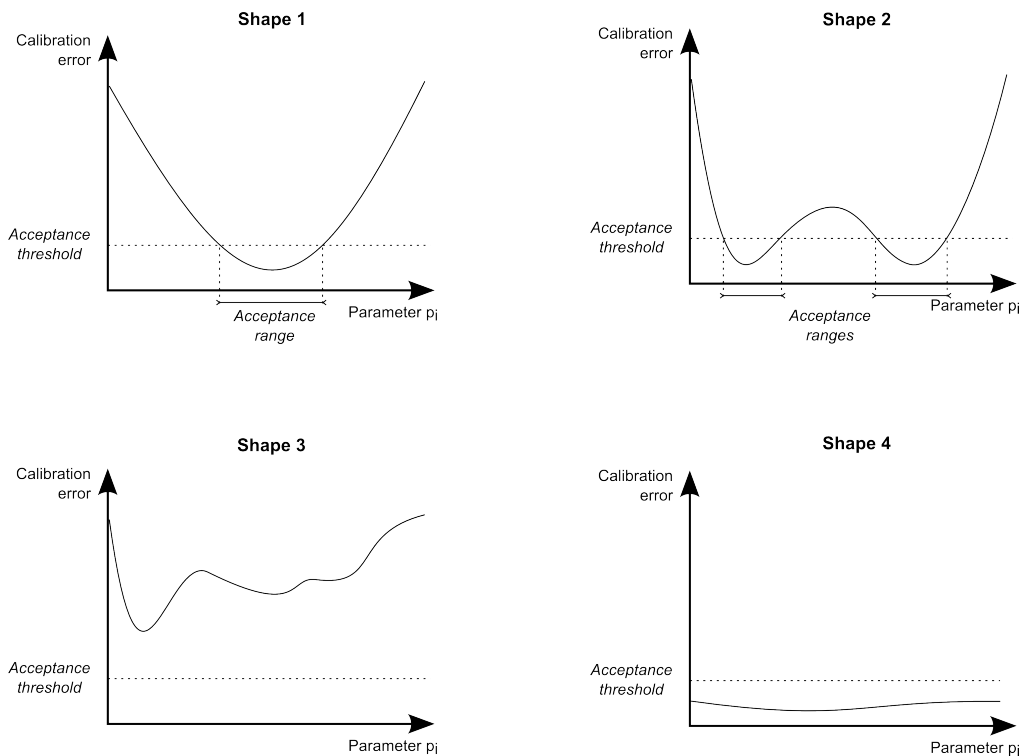 Shape 1
Calibration
error
Acceptance
threshold
Acceptance
range
Parameter pi
Shape 2
Calibration
error
Acceptance
threshold
Acceptance
ranges
Parameter pi
Shape 3
Calibration
error
Acceptance
threshold
Parameter pi
Shape 4
Calibration
error
Acceptance
threshold
Parameter pi